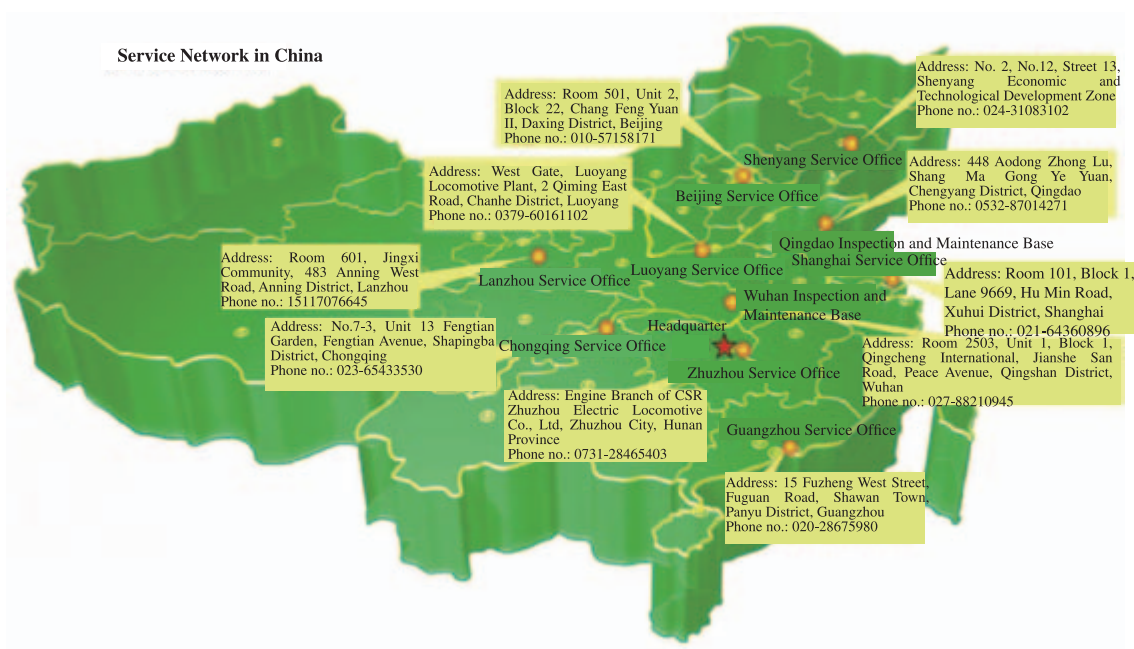 Service Network in China
Address: No. 2, No.12, Street 13,
Shenyang Economic and
Technological Development Zone
Phone no.: 024-31083102
Address: Room 501, Unit 2,
Block 22, Chang Feng Yuan
II, Daxing District, Beijing
Phone no.: 010-57158171
Shenyang Service Office
Address: 448 Aodong Zhong Lu,
Shang Ma Gong Ye Yuan,
Chengyang District, Qingdao
Phone no.: 0532-87014271
Address: West Gate, Luoyang
Locomotive Plant, 2 Qiming East
Road, Chanhe District, Luoyang
Phone no.: 0379-60161102
Beijing Service Office
Qingdao Inspection and Maintenance Base
Shanghai Service Office
Address: Room 601, Jingxi
Community, 483 Anning West
Road, Anning District, Lanzhou
Phone no.: 15117076645
Lanzhou Service Office
Luoyang Service Office
Address: Room 101, Block 1,
Lane 9669, Hu Min Road,
Xuhui District, Shanghai
Phone no.: 021-64360896
Wuhan Inspection and
Maintenance Base
Address: No.7-3, Unit 13 Fengtian
Garden, Fengtian Avenue, Shapingba
District, Chongqing
Phone no.: 023-65433530
Headquarter
Chongqing Service Office
Address: Room 2503, Unit 1, Block 1,
Qingcheng International, Jianshe San
Road, Peace Avenue, Qingshan District,
Wuhan
Phone no.: 027-88210945
Zhuzhou Service Office
Address: Engine Branch of CSR
Zhuzhou Electric Locomotive
Co., Ltd, Zhuzhou City, Hunan
Province
Phone no.: 0731-28465403
Guangzhou Service Office
Address: 15 Fuzheng West Street,
Fuguan Road, Shawan Town,
Panyu District, Guangzhou
Phone no.: 020-28675980